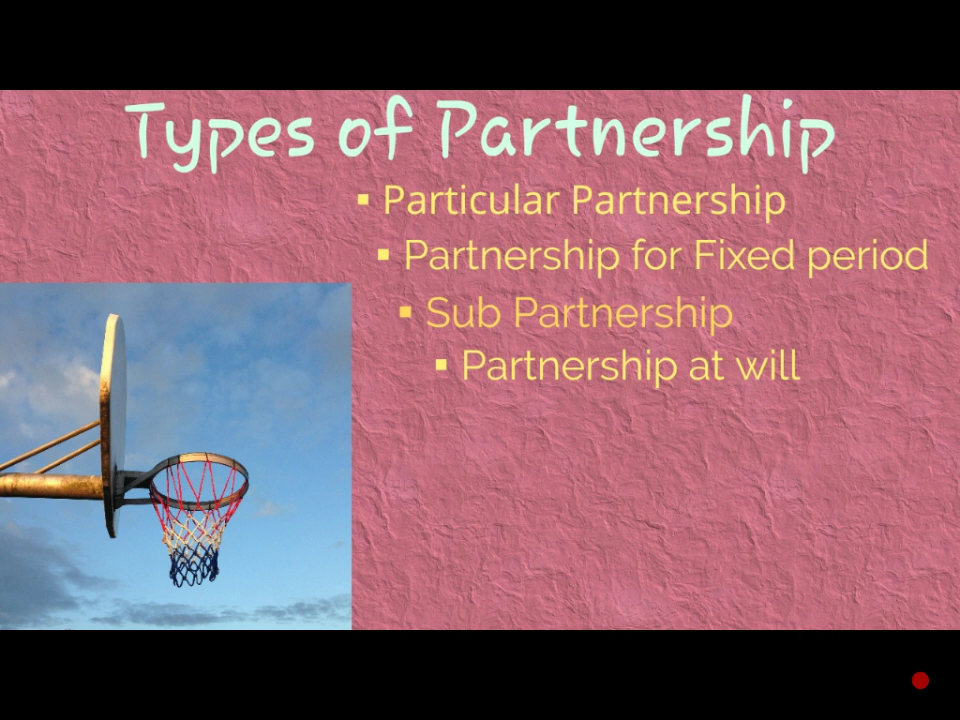 Types of Partnership
▪ Particular Partnership
▪ Partnership for Fixed period
▪ Sub Partnership
▪ Partnership at will